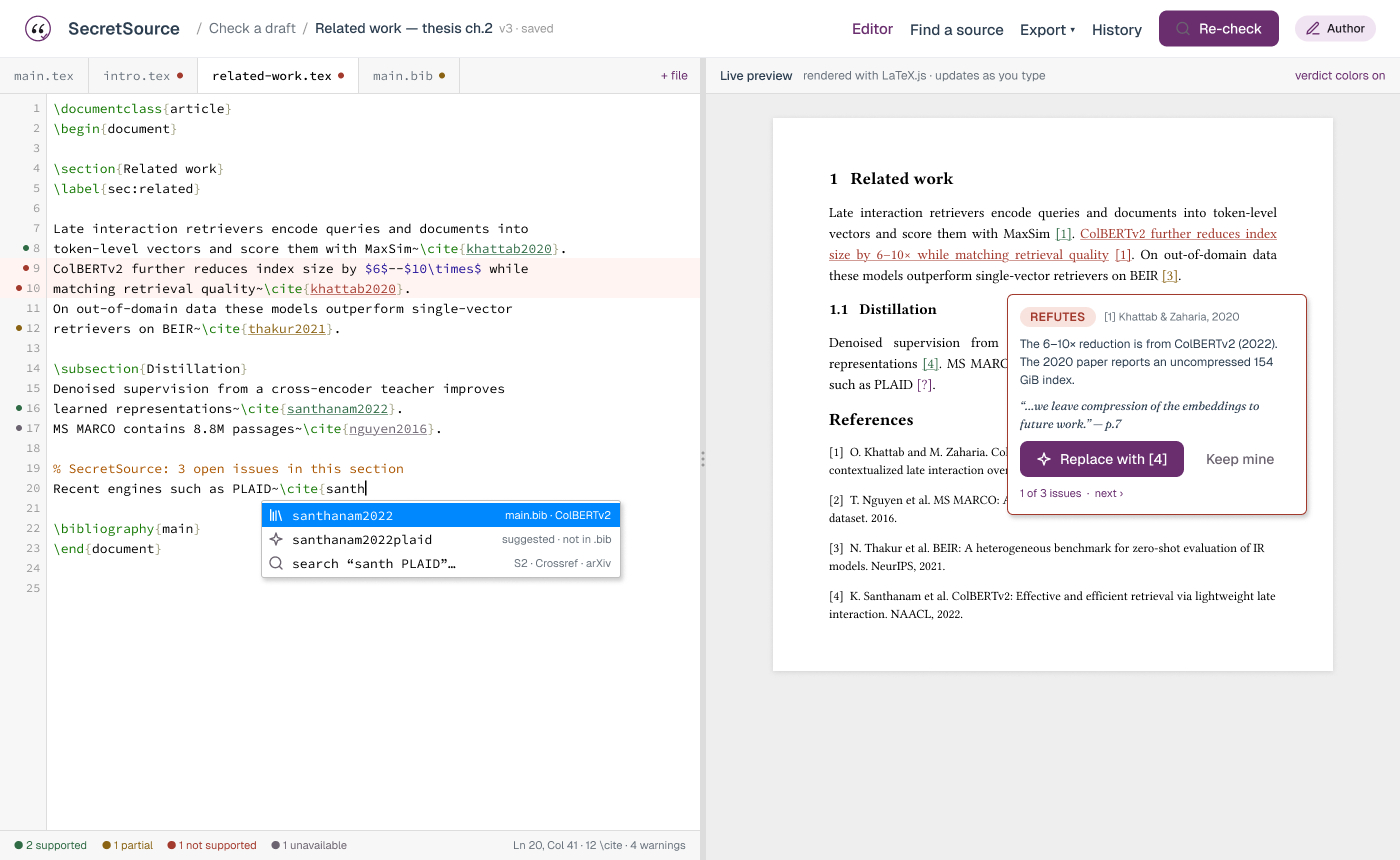 SecretSource / Check a draft / Related work — thesis ch.2 v3 · saved
Editor Find a source Export ▾ History Re-check Author
main.tex intro.tex related-work.tex main.bib + file
Live preview rendered with LaTeX.js · updates as you type verdict colors on
1 \documentclass{article}
2 \begin{document}
3
4 \section{Related work}
5 \label{sec:related}
6
7 Late interaction retrievers encode queries and documents into
8 token-level vectors and score them with MaxSim~\cite{khattab2020}.
9 ColBERTv2 further reduces index size by $6$--$10\times$ while
10 matching retrieval quality~\cite{khattab2020}.
11 On out-of-domain data these models outperform single-vector
12 retrievers on BEIR~\cite{thakur2021}.
13
14 \subsection{Distillation}
15 Denoised supervision from a cross-encoder teacher improves
16 learned representations~\cite{santhanam2022}.
17 MS MARCO contains 8.8M passages~\cite{nguyen2016}.
18
19 % SecretSource: 3 open issues in this section
20 Recent engines such as PLAID~\cite{santh
21
22 \bibliography{main}
23 \end{document}
24
25
santhanam2022 main.bib · ColBERTv2
santhanam2022plaid suggested · not in .bib
search “santh PLAID”… S2 · Crossref · arXiv
2 supported 1 partial 1 not supported 1 unavailable Ln 20, Col 41 · 12 \cite · 4 warnings
1 Related work
Late interaction retrievers encode queries and documents into token-level
vectors and score them with MaxSim [1]. ColBERTv2 further reduces index
size by 6–10× while matching retrieval quality [1]. On out-of-domain data
these models outperform single-vector retrievers on BEIR [3].
1.1 Distillation
Denoised supervision from
representations [4]. MS MARC
such as PLAID [?].
References
[1] O. Khattab and M. Zaharia. Col
contextualized late interaction over
[2] T. Nguyen et al. MS MARCO:
dataset. 2016.
[3] N. Thakur et al. BEIR: A heterogeneous benchmark for zero-shot evaluation of IR
models. NeurIPS, 2021.
[4] K. Santhanam et al. ColBERTv2: Effective and efficient retrieval via lightweight late
interaction. NAACL, 2022.
REFUTES [1] Khattab & Zaharia, 2020
The 6–10× reduction is from ColBERTv2 (2022).
The 2020 paper reports an uncompressed 154
GiB index.
“…we leave compression of the embeddings to
future work.” — p.7
Replace with [4] Keep mine
1 of 3 issues · next ›